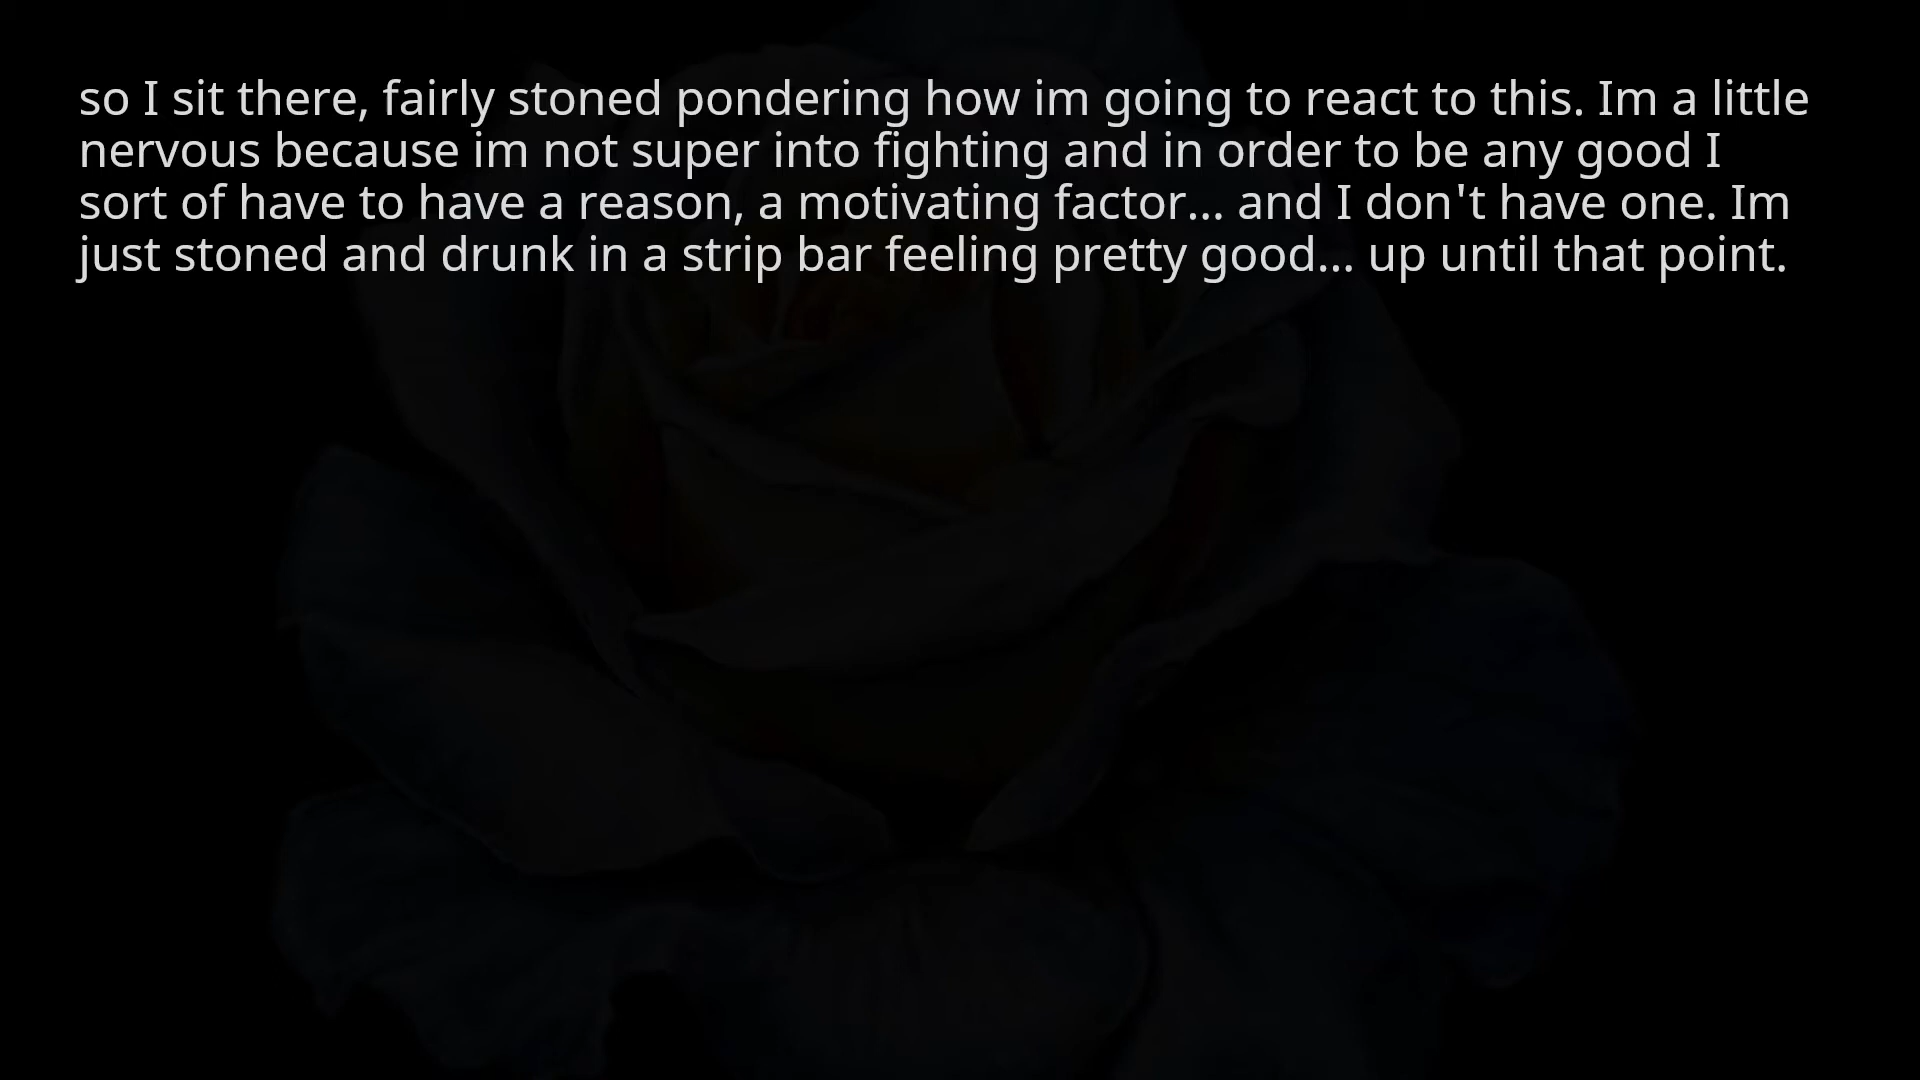 so I sit there, fairly stoned pondering how im going to react to this. Im a little
nervous because im not super into fighting and in order to be any good I
sort of have to have a reason, a motivating factor... and I don't have one. Im
just stoned and drunk in a strip bar feeling pretty good... up until that point.